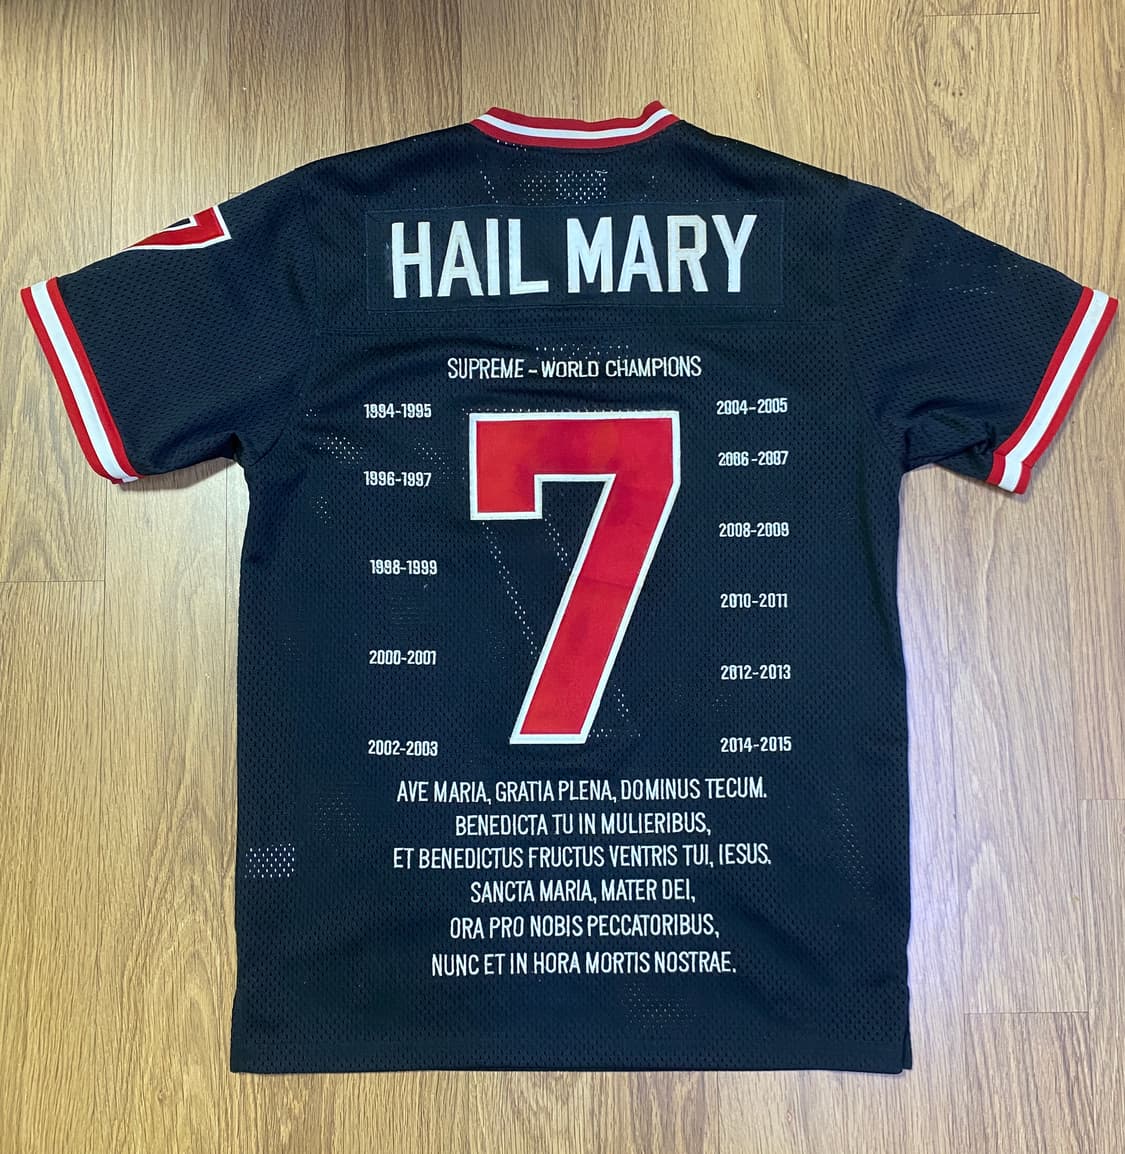 HAIL MARY
SUPREME - WORLD CHAMPIONS
1994-1995
1996-1997
1998-1999
2000-2001
2002-2003
7
2004-2005
2006-2007
2008-2009
2010-2011
2012-2013
2014-2015
AVE MARIA, GRATIA PLENA, DOMINUS TECUM.
BENEDICTA TU IN MULIERIBUS,
ET BENEDICTUS FRUCTUS VENTRIS TUI, IESUS.
SANCTA MARIA, MATER DEI,
ORA PRO NOBIS PECCATORIBUS,
NUNC ET IN HORA MORTIS NOSTRAE.